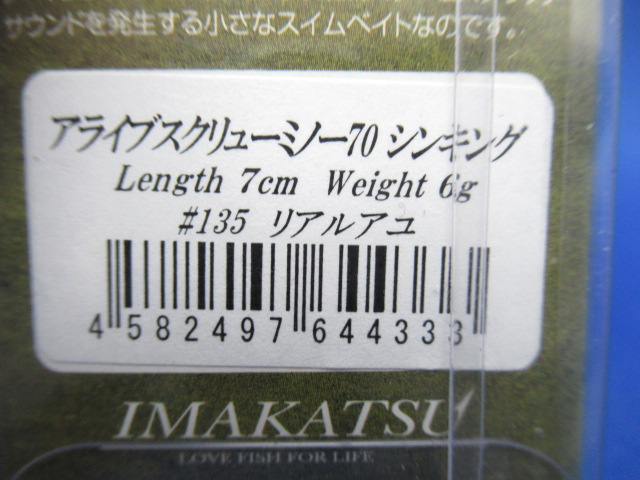 サウンドを発生する小さなスイムベイトなのです。
アライブスクリューミノー70 シンキング
Length 7cm Weight 6g
#135 リアルアユ
4 582497 644333
IMAKATSU
LOVE FISH FOR LIFE